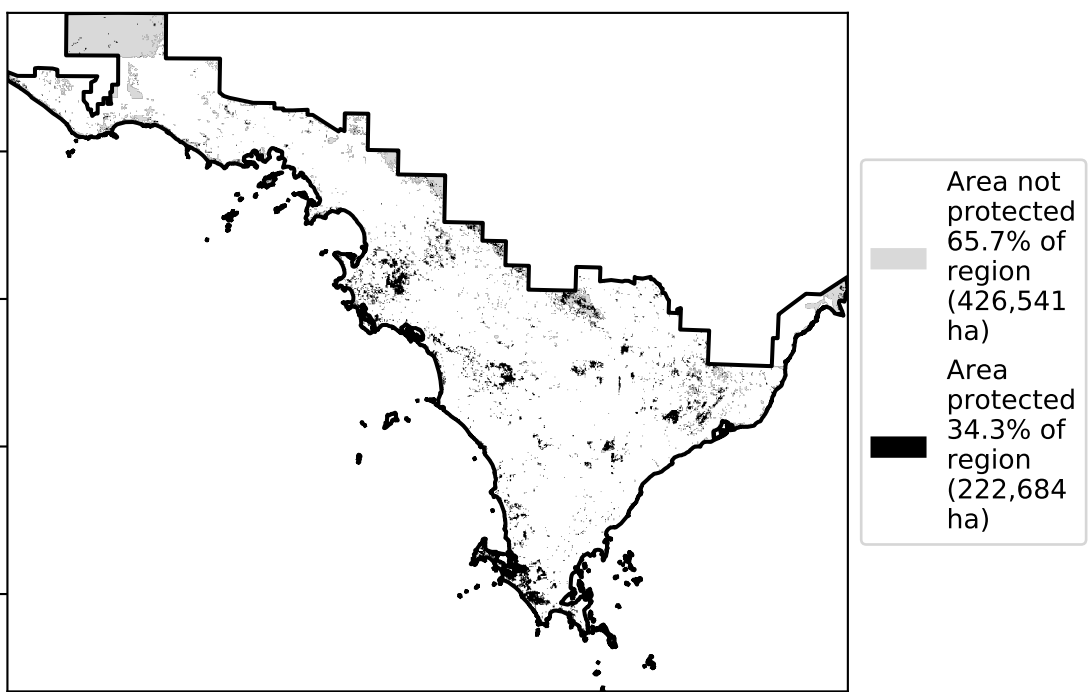 Area not
protected
65.7% of
region
(426,541
ha)
Area
protected
34.3% of
region
(222,684
ha)